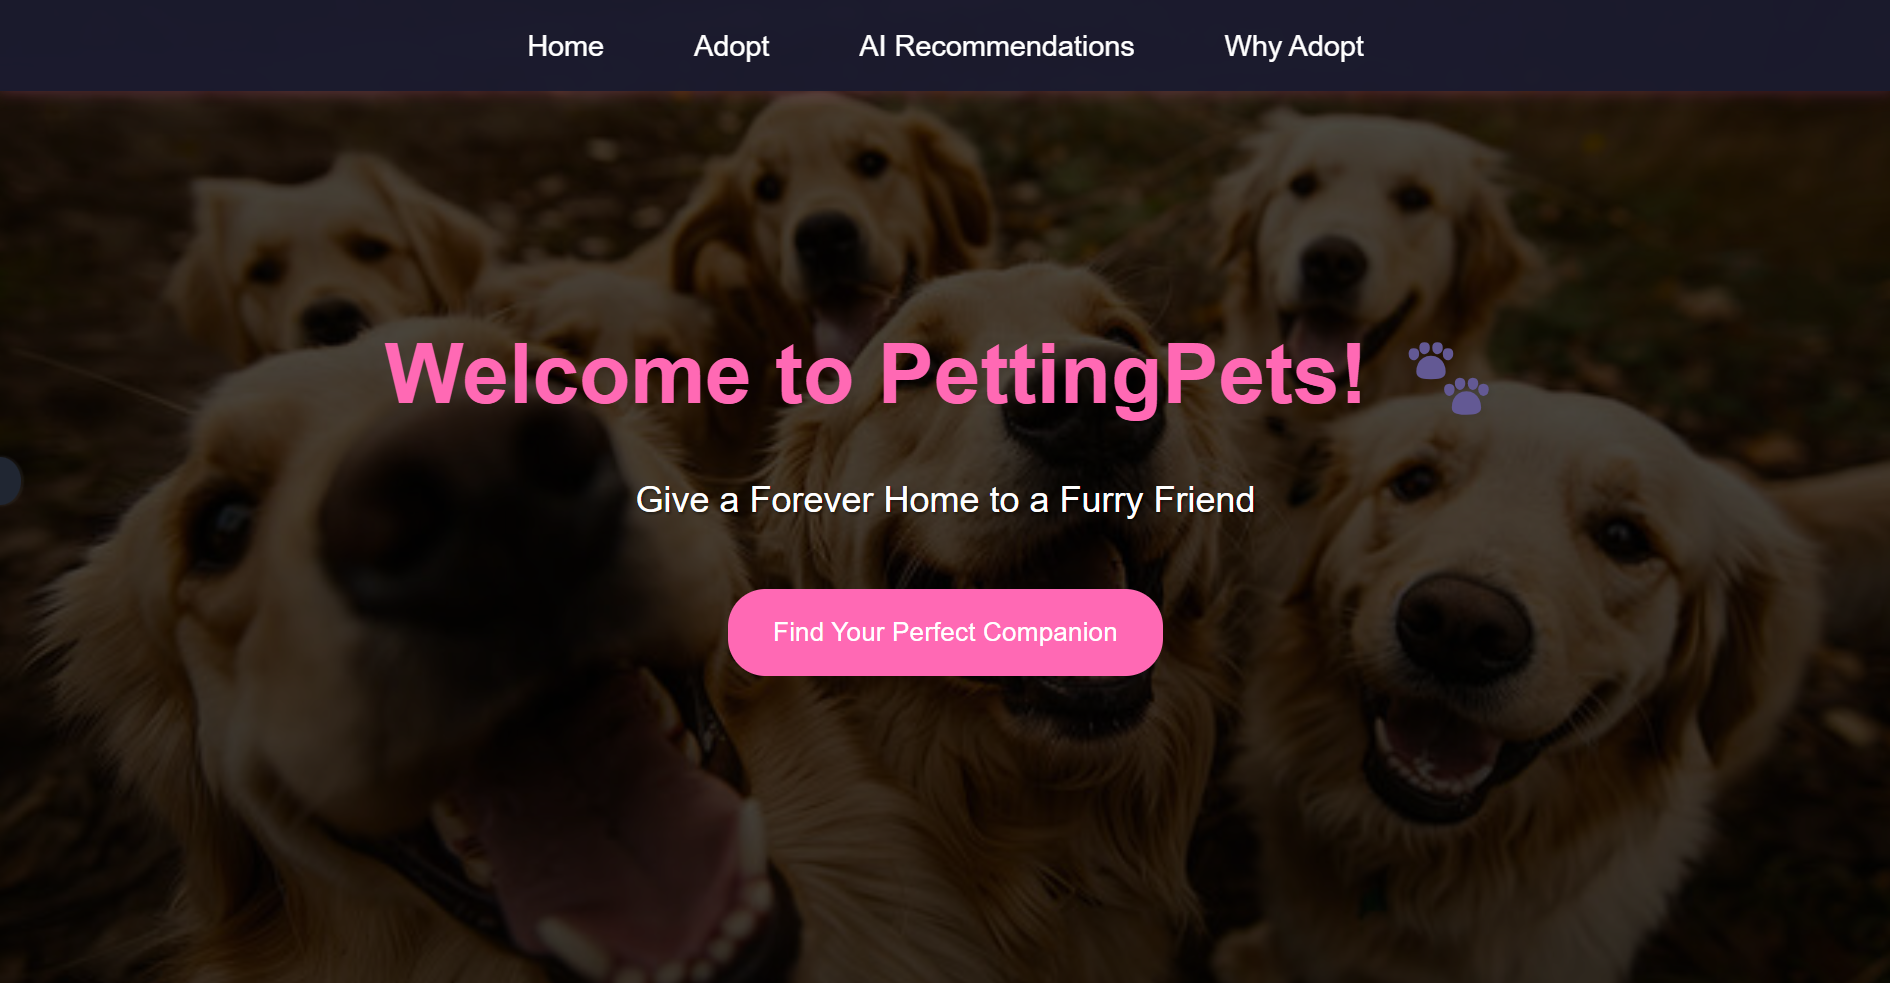 Home
Adopt
AI Recommendations
Why Adopt
Welcome to PettingPets! 🐾
Give a Forever Home to a Furry Friend
Find Your Perfect Companion